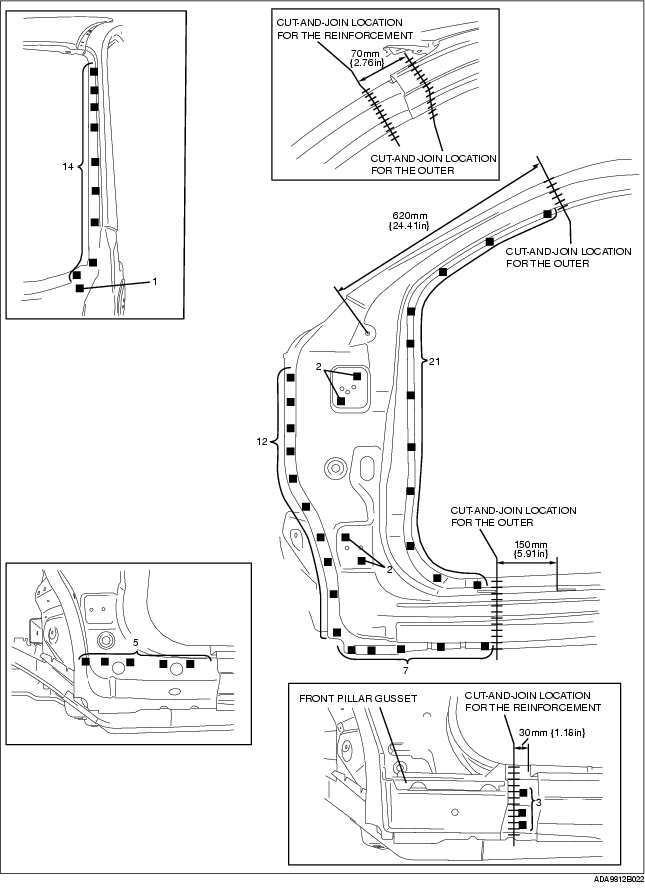 CUT-AND-JOIN LOCATION
FOR THE REINFORCEMENT
70mm
{2.76in}
CUT-AND-JOIN LOCATION
FOR THE OUTER
14
1
620mm
{24.41in}
CUT-AND-JOIN LOCATION
FOR THE OUTER
21
2
12
CUT-AND-JOIN LOCATION
FOR THE OUTER
150mm
{5.91in}
2
5
7
FRONT PILLAR GUSSET
CUT-AND-JOIN LOCATION
FOR THE REINFORCEMENT
30mm {1.18in}
3
ADA9812B022